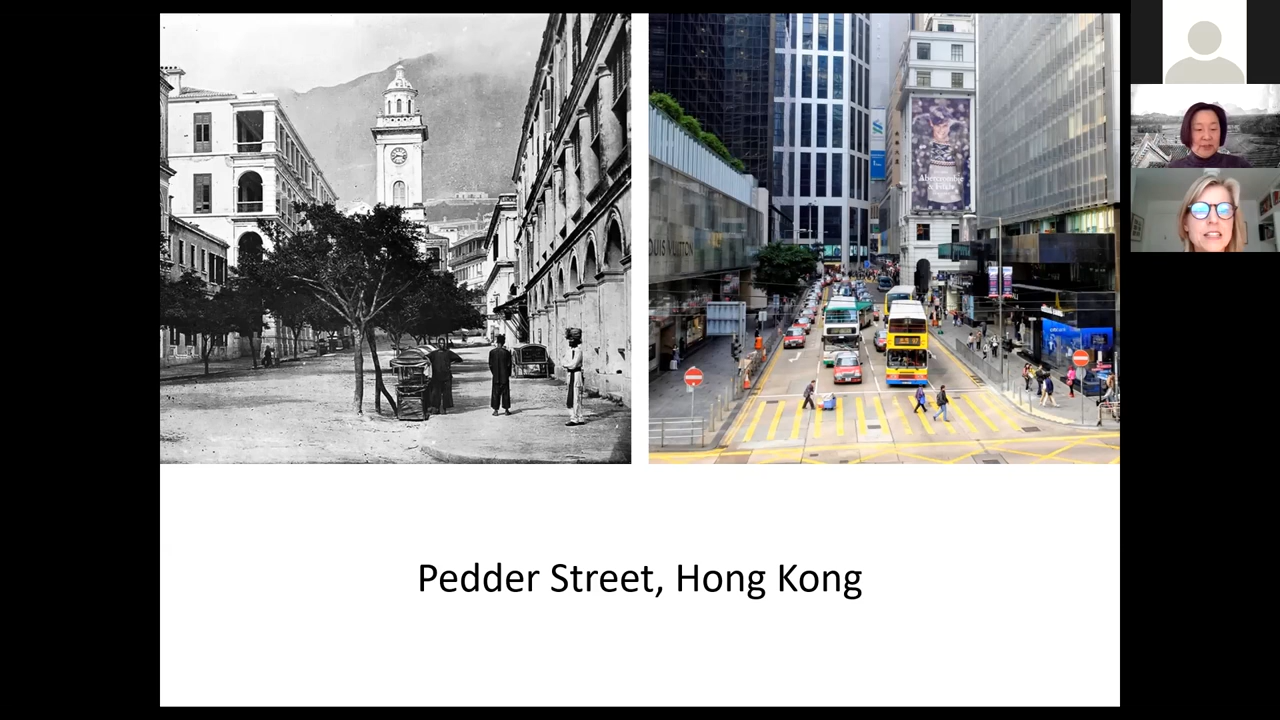 LOUIS VUITTON
Abercrombie
& Fitch
Pedder Street, Hong Kong